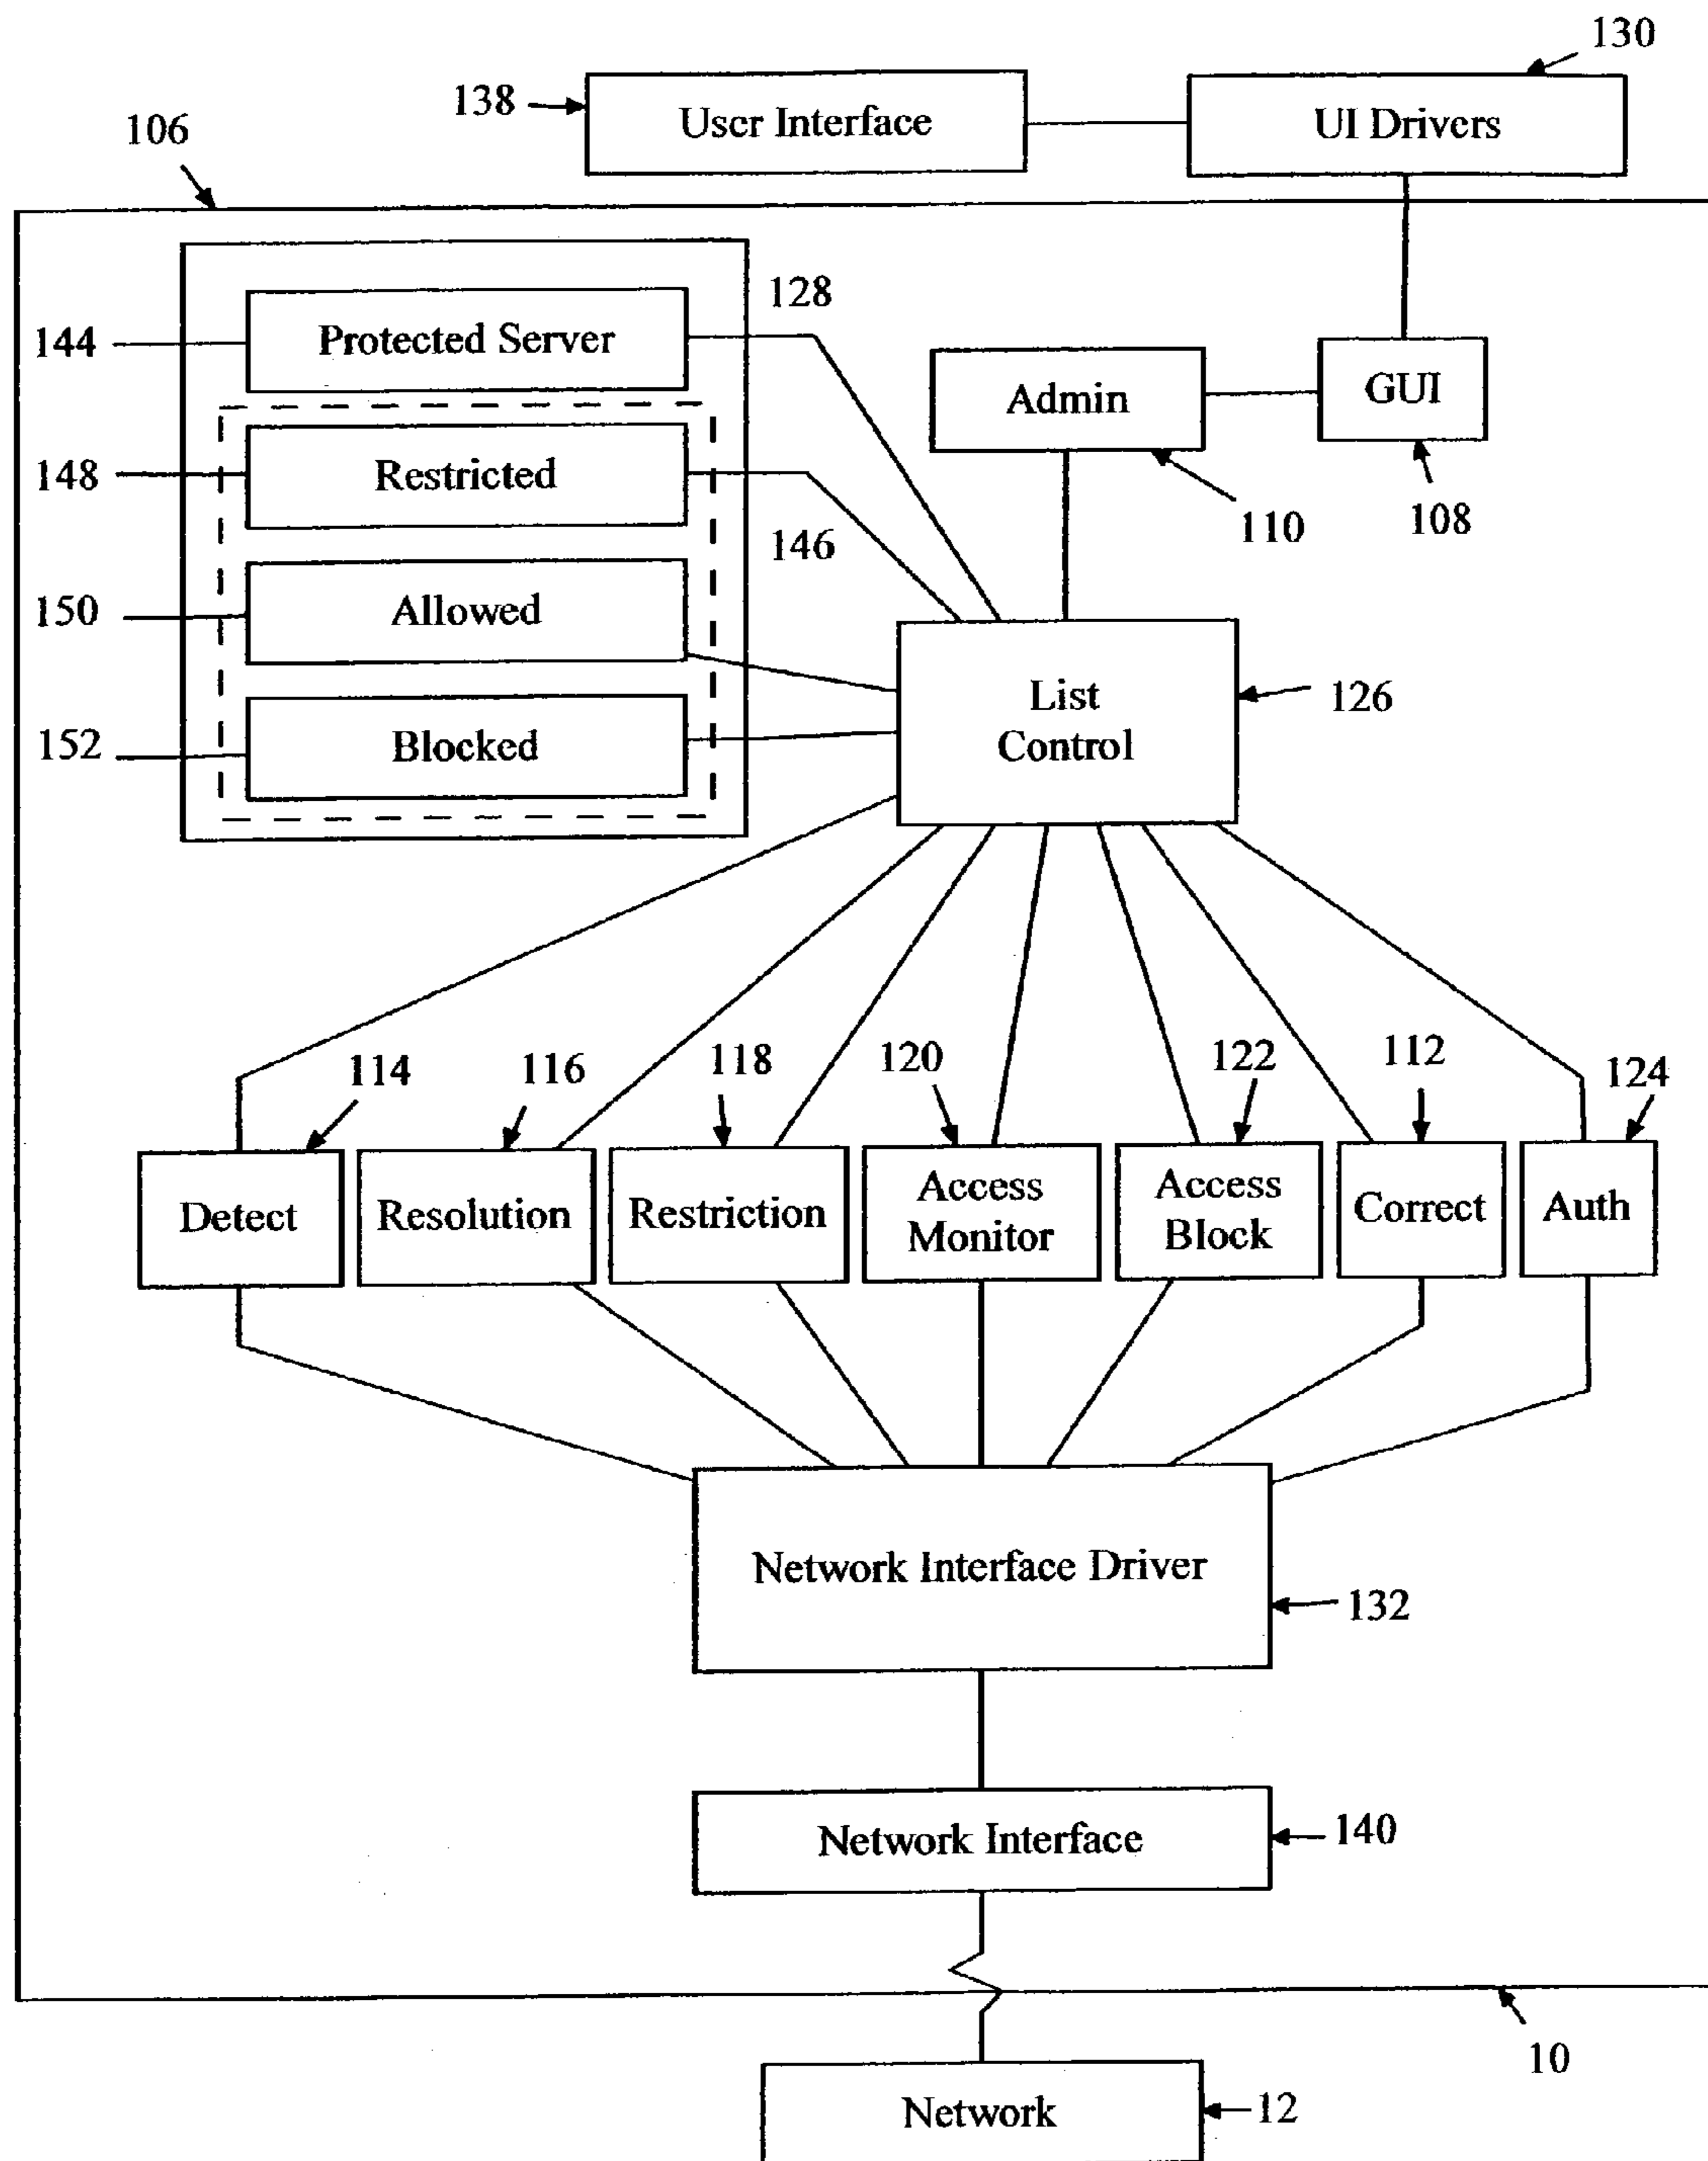 130
138
User Interface
UI Drivers
106
128
144
Protected Server
Admin
GUI
148
Restricted
110
108
146
150
Allowed
List
Control
126
152
Blocked
114
116
118
120
122
112
124
Detect
Resolution
Restriction
Access
Monitor
Access
Block
Correct
Auth
Network Interface Driver
132
Network Interface
140
10
Network
12